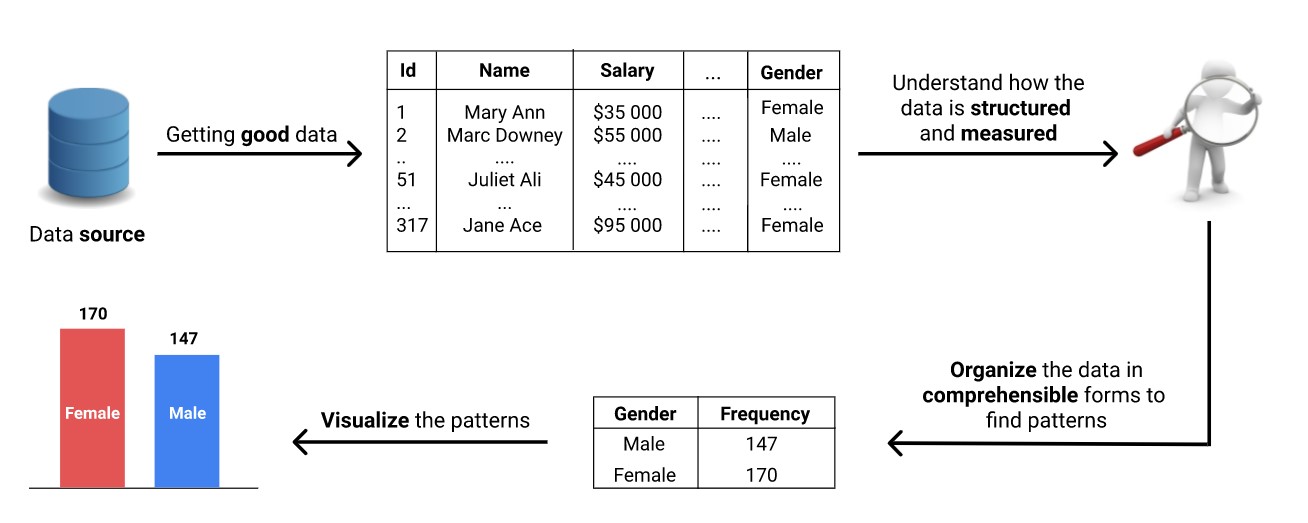 Data source
Getting good data
Id Name Salary ... Gender
1 Mary Ann $35 000 .... Female
2 Marc Downey $55 000 .... Male
.. .... .... .... ....
51 Juliet Ali $45 000 .... Female
... ... .... .... ....
317 Jane Ace $95 000 .... Female
Understand how the
data is structured
and measured
Organize the data in
comprehensible forms to
find patterns
Gender Frequency
Male 147
Female 170
Visualize the patterns
170
147
Female
Male